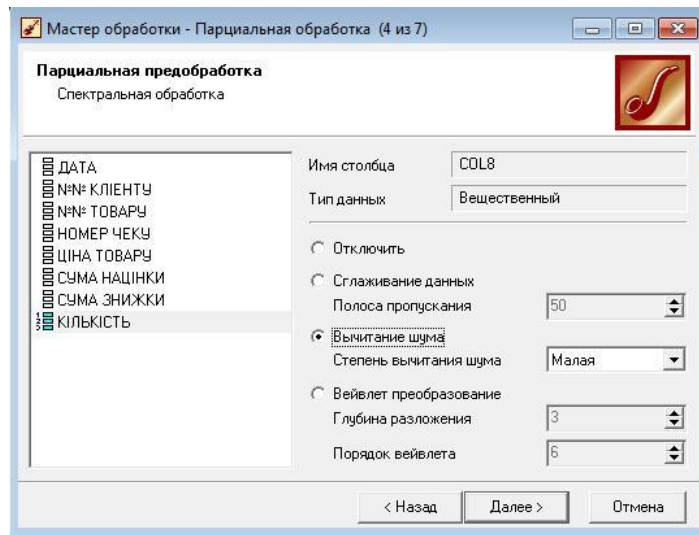 Мастер обработки - Парциальная обработка (4 из 7)
Парциальная предобработка
Спектральная обработка
ДАТА
№№ КЛІЕНТУ
№№ ТОВАРУ
НОМЕР ЧЕКУ
ЦІНА ТОВАРУ
СУМА НАЦІНКИ
СУМА ЗНИЖКИ
КІЛЬКІСТЬ
Имя столбца COL8
Тип данных Вещественный
Отключить
Сглаживание данных
Полоса пропускания 50
Вычитание шума
Степень вычитания шума Малая
Вейвлет преобразование
Глубина разложения 3
Порядок вейвлета 6
< Назад Далее > Отмена